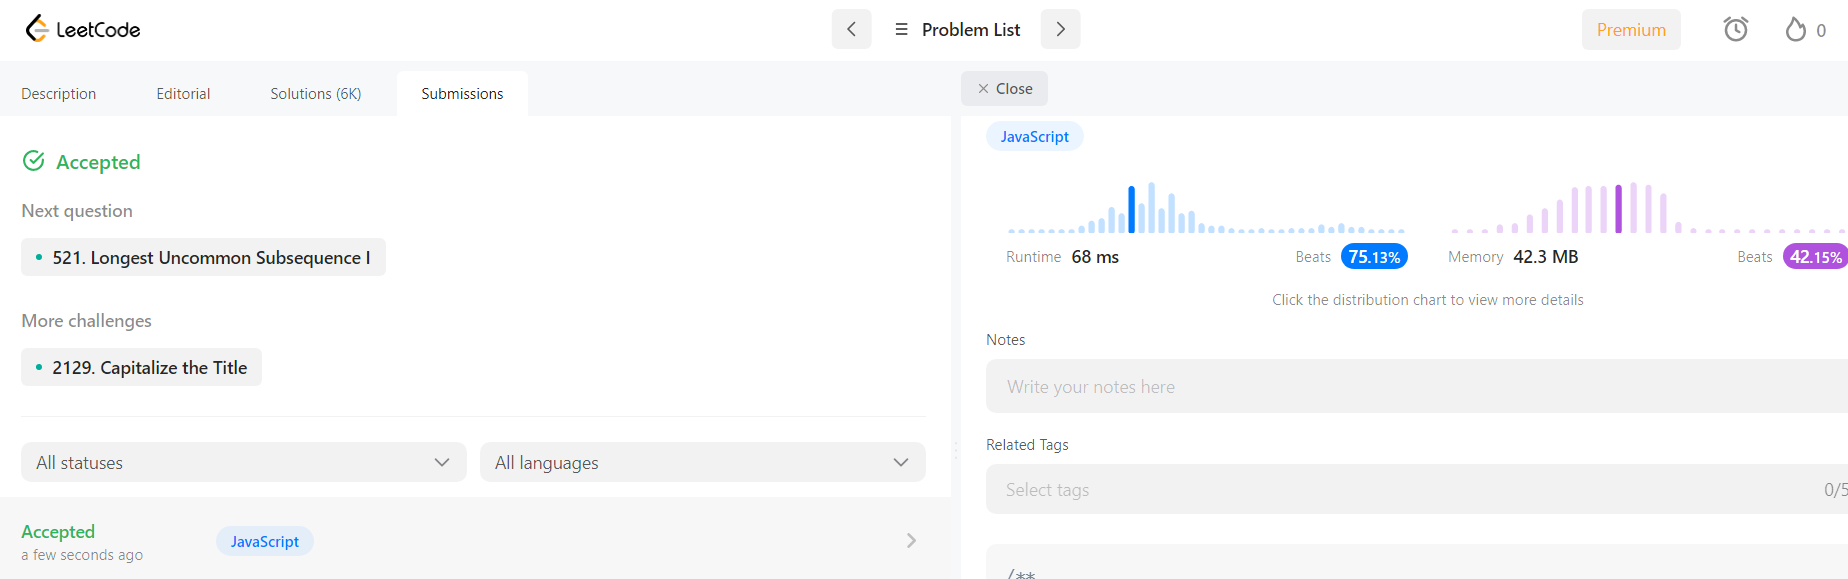 LeetCode
Problem List
Premium
0
Description
Editorial
Solutions (6K)
Submissions
Accepted
Next question
521. Longest Uncommon Subsequence I
More challenges
2129. Capitalize the Title
All statuses
All languages
Accepted
a few seconds ago
JavaScript
Close
JavaScript
Runtime 68 ms
Beats 75.13%
Memory 42.3 MB
Beats 42.15%
Click the distribution chart to view more details
Notes
Write your notes here
Related Tags
Select tags
0/5
/**